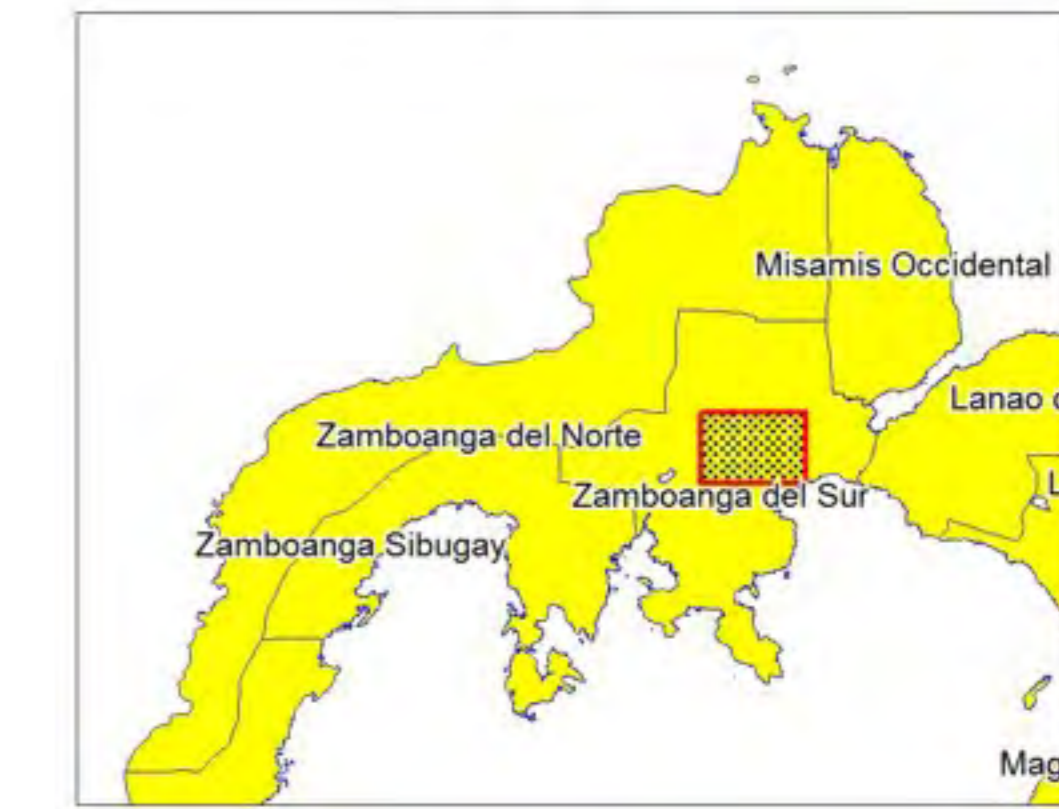 Misamis Occidental
Lanao
Zamboanga del Norte
Zamboanga del Sur
L
Zamboanga Sibugay
Mag